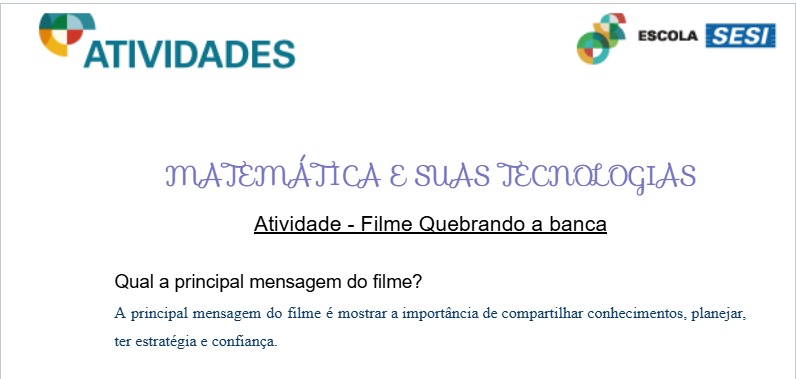 ATIVIDADES
ESCOLA SESI
MATEMÁTICA E SUAS TECNOLOGIAS
Atividade - Filme Quebrando a banca
Qual a principal mensagem do filme?
A principal mensagem do filme é mostrar a importância de compartilhar conhecimentos, planejar,
ter estratégia e confiança.